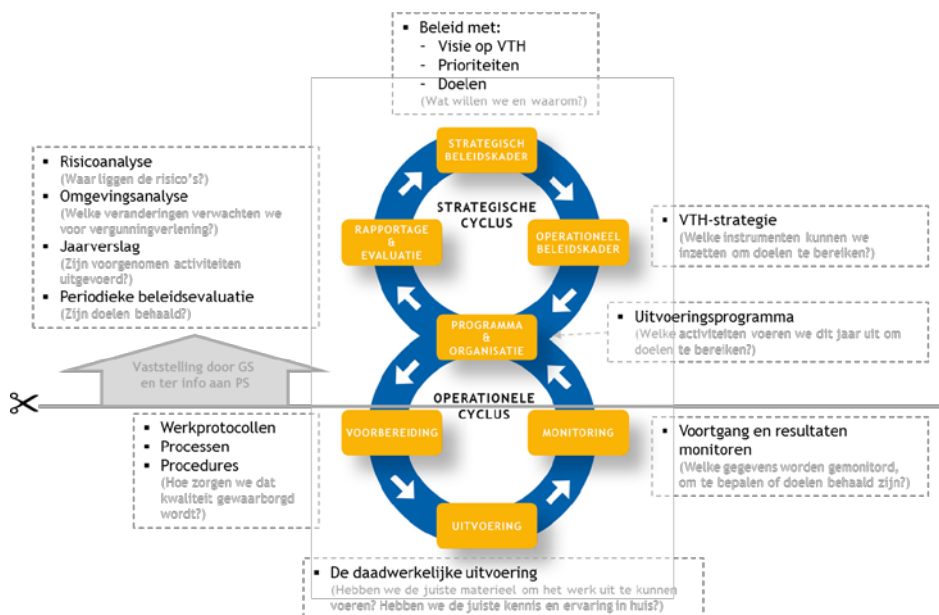 ▪ Beleid met:
- Visie op VTH
- Prioriteiten
- Doelen
(Wat willen we en waarom?)
▪ Risicoanalyse
(Waar liggen de risico's?)
▪ Omgevingsanalyse
(Welke veranderingen verwachten we
voor vergunningverlening?)
▪ Jaarverslag
(Zijn voorgenomen activiteiten
uitgevoerd?)
▪ Periodieke beleidsevaluatie
(Zijn doelen behaald?)
STRATEGISCH
BELEIDSKADER
STRATEGISCHE
CYCLUS
RAPPORTAGE
&
EVALUATIE
OPERATIONEEL
BELEIDSKADER
▪ VTH-strategie
(Welke instrumenten kunnen we
inzetten om doelen te bereiken?)
PROGRAMMA
&
ORGANISATIE
▪ Uitvoeringsprogramma
(Welke activiteiten voeren we dit jaar uit om
doelen te bereiken?)
Vaststelling door GS
en ter info aan PS
OPERATIONELE
CYCLUS
▪ Werkprotocollen
▪ Processen
▪ Procedures
(Hoe zorgen we dat
kwaliteit gewaarborgd
wordt?)
VOORBEREIDING
MONITORING
▪ Voortgang en resultaten
monitoren
(Welke gegevens worden gemonitord,
om te bepalen of doelen behaald zijn?)
UITVOERING
▪ De daadwerkelijke uitvoering
(Hebben we de juiste materieel om het werk uit te kunnen
voeren? Hebben we de juiste kennis en ervaring in huis?)